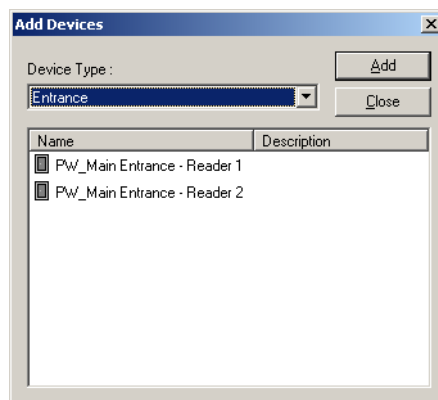 Add Devices
Device Type :
Add
Entrance
Close
Name Description
PW_Main Entrance - Reader 1
PW_Main Entrance - Reader 2